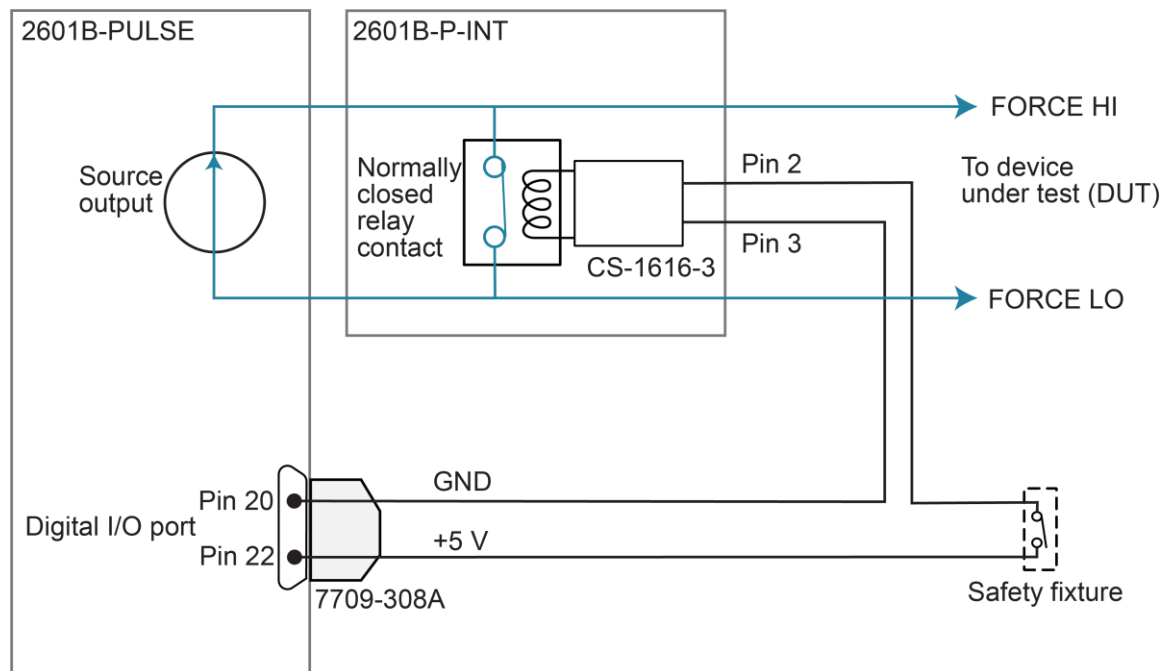 2601B-PULSE
2601B-P-INT
FORCE HI
Source
output
Normally
closed
relay
contact
Pin 2
To device
under test (DUT)
Pin 3
CS-1616-3
FORCE LO
GND
Pin 20
Digital I/O port
+5 V
Pin 22
7709-308A
Safety fixture